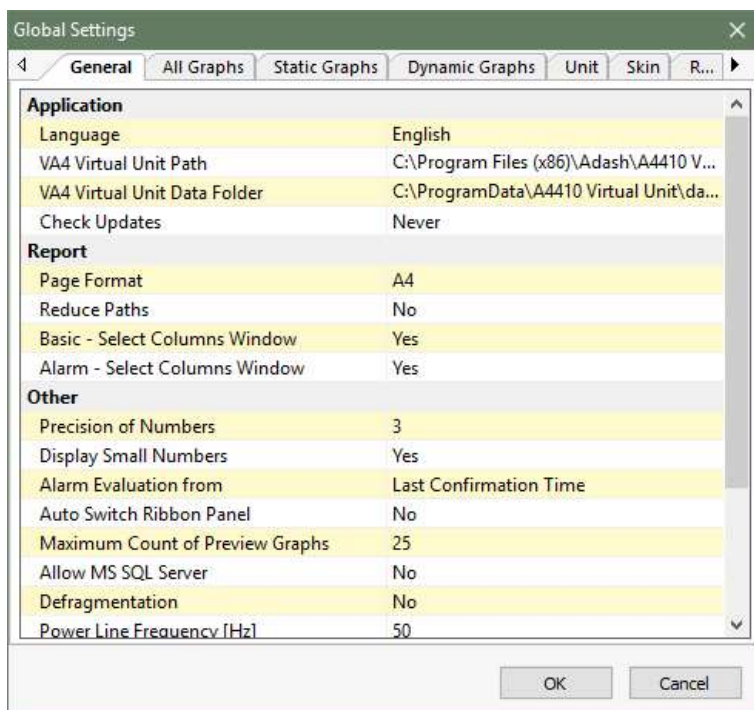 Global Settings
General All Graphs Static Graphs Dynamic Graphs Unit Skin R...
Application
Language English
VA4 Virtual Unit Path C:\Program Files (x86)\Adash\A4410 V...
VA4 Virtual Unit Data Folder C:\ProgramData\A4410 Virtual Unit\da...
Check Updates Never
Report
Page Format A4
Reduce Paths No
Basic - Select Columns Window Yes
Alarm - Select Columns Window Yes
Other
Precision of Numbers 3
Display Small Numbers Yes
Alarm Evaluation from Last Confirmation Time
Auto Switch Ribbon Panel No
Maximum Count of Preview Graphs 25
Allow MS SQL Server No
Defragmentation No
Power Line Frequency [Hz] 50
OK Cancel